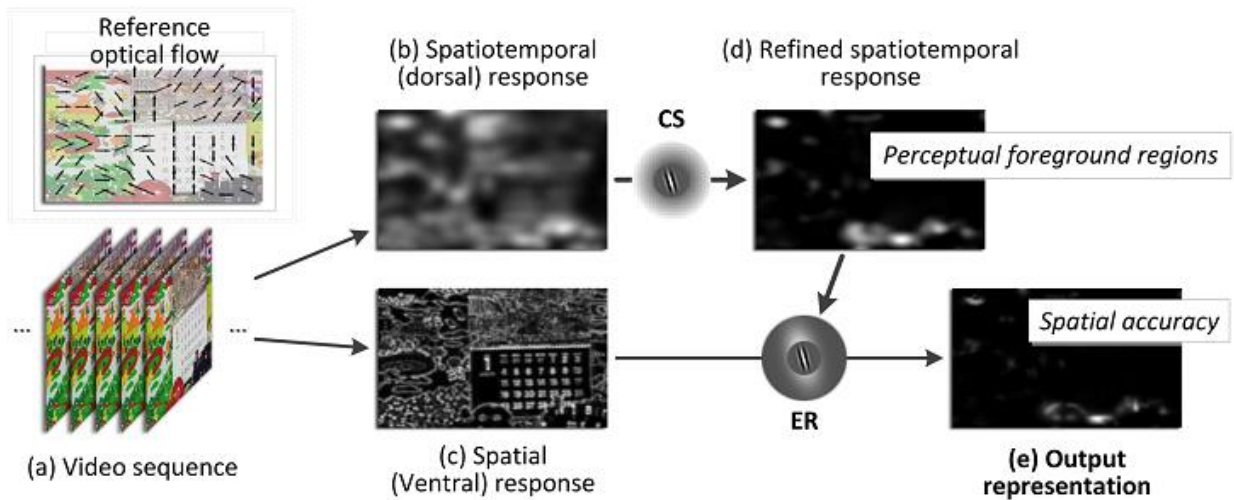 Reference
optical flow
(b) Spatiotemporal
(dorsal) response
(d) Refined spatiotemporal
response
CS
Perceptual foreground regions
...
...
Spatial accuracy
ER
(a) Video sequence
(c) Spatial
(Ventral) response
(e) Output
representation